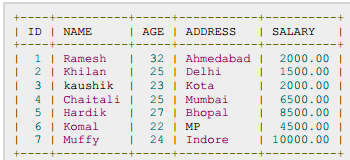 +----+----------+-----+-----------+----------+
| ID | NAME     | AGE | ADDRESS   | SALARY   |
+----+----------+-----+-----------+----------+
|  1 | Ramesh   |  32 | Ahmedabad |  2000.00 |
|  2 | Khilan   |  25 | Delhi     |  1500.00 |
|  3 | kaushik  |  23 | Kota      |  2000.00 |
|  4 | Chaitali |  25 | Mumbai    |  6500.00 |
|  5 | Hardik   |  27 | Bhopal    |  8500.00 |
|  6 | Komal    |  22 | MP        |  4500.00 |
|  7 | Muffy    |  24 | Indore    | 10000.00 |
+----+----------+-----+-----------+----------+